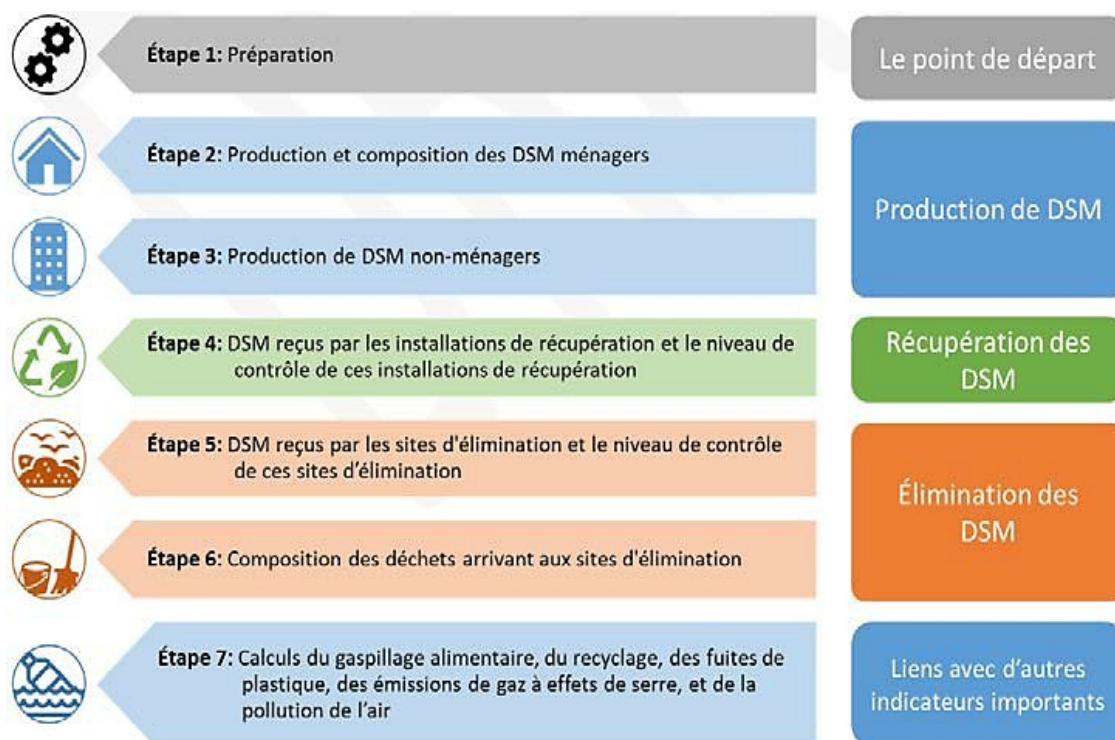 Étape 1: Préparation
Le point de départ
Étape 2: Production et composition des DSM ménagers
Production de DSM
Étape 3: Production de DSM non-ménagers
Étape 4: DSM reçus par les installations de récupération et le niveau de
contrôle de ces installations de récupération
Récupération des
DSM
Étape 5: DSM reçus par les sites d'élimination et le niveau de contrôle
de ces sites d’élimination
Élimination des
DSM
Étape 6: Composition des déchets arrivant aux sites d'élimination
Étape 7: Calculs du gaspillage alimentaire, du recyclage, des fuites de
plastique, des émissions de gaz à effets de serre, et de la
pollution de l’air
Liens avec d’autres
indicateurs importants